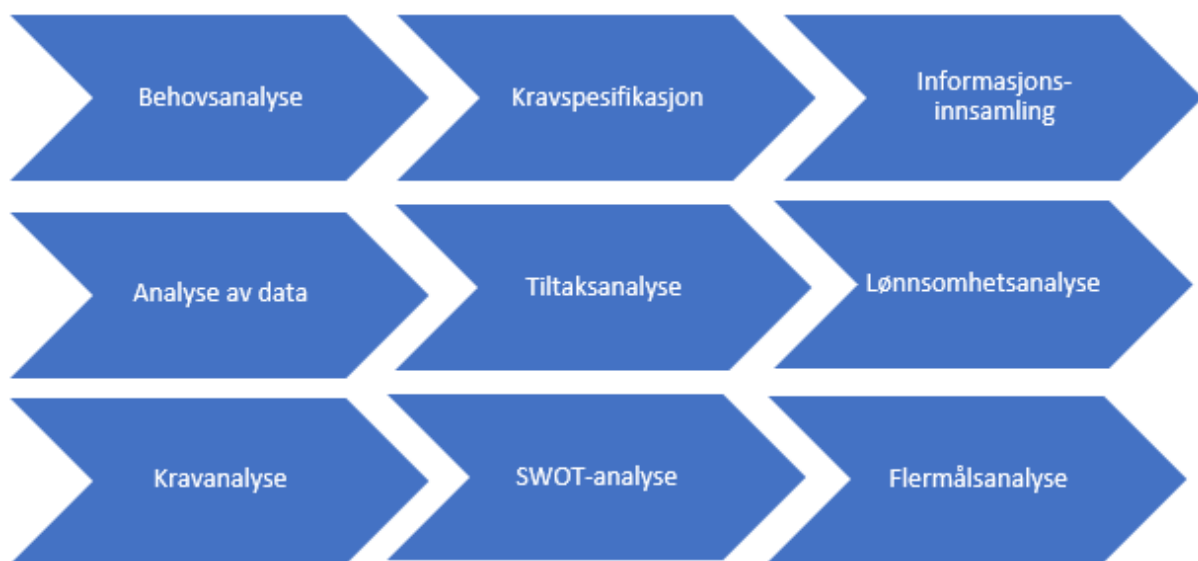 Behovsanalyse
Kravspesifikasjon
Informasjons-
innsamling
Analyse av data
Tiltaksanalyse
Lønnsomhetsanalyse
Kravanalyse
SWOT-analyse
Flermålsanalyse